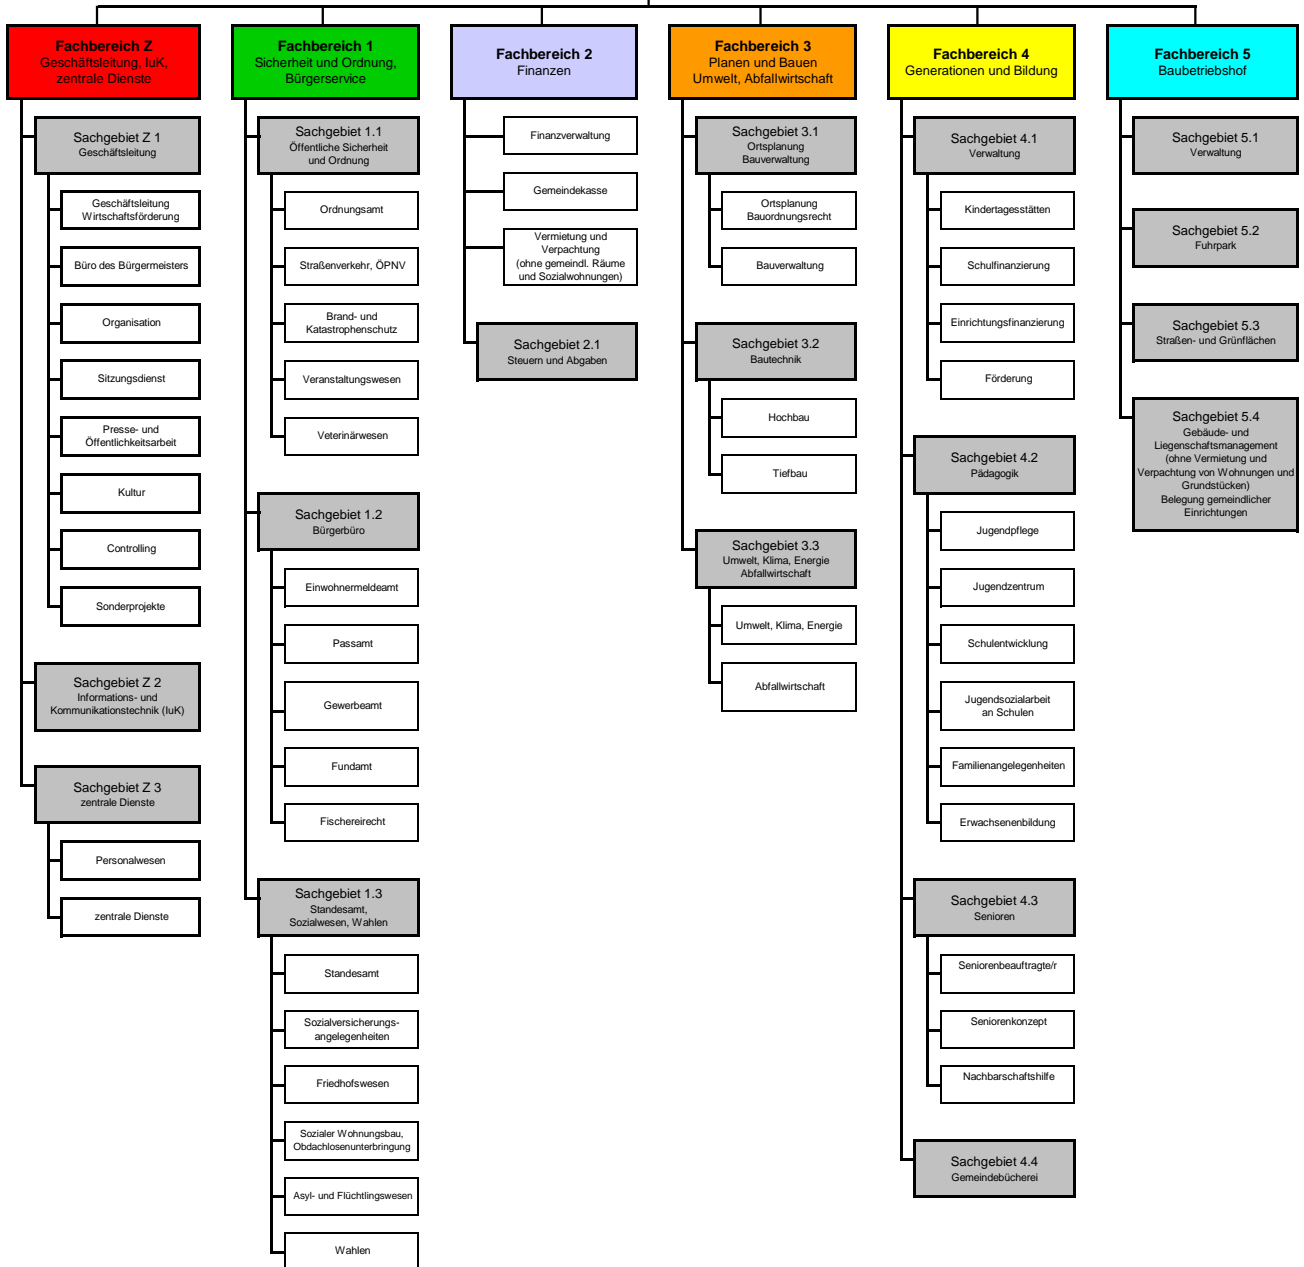 Fachbereich Z
Geschäftsleitung, IuK,
zentrale Dienste
Sachgebiet Z 1
Geschäftsleitung
Geschäftsleitung
Wirtschaftsförderung
Büro des Bürgermeisters
Organisation
Sitzungsdienst
Presse- und
Öffentlichkeitsarbeit
Kultur
Controlling
Sonderprojekte
Sachgebiet Z 2
Informations- und
Kommunikationstechnik (IuK)
Sachgebiet Z 3
zentrale Dienste
Personalwesen
zentrale Dienste
Fachbereich 1
Sicherheit und Ordnung,
Bürgerservice
Sachgebiet 1.1
Öffentliche Sicherheit
und Ordnung
Ordnungsamt
Straßenverkehr, ÖPNV
Brand- und
Katastrophenschutz
Veranstaltungswesen
Veterinärwesen
Sachgebiet 1.2
Bürgerbüro
Einwohnermeldeamt
Passamt
Gewerbeamt
Fundamt
Fischereirecht
Sachgebiet 1.3
Standesamt,
Sozialwesen, Wahlen
Standesamt
Sozialversicherungs-
angelegenheiten
Friedhofswesen
Sozialer Wohnungsbau,
Obdachlosenunterbringung
Asyl- und Flüchtlingswesen
Wahlen
Fachbereich 2
Finanzen
Finanzverwaltung
Gemeindekasse
Vermietung und
Verpachtung
(ohne gemeindl. Räume
und Sozialwohnungen)
Sachgebiet 2.1
Steuern und Abgaben
Fachbereich 3
Planen und Bauen
Umwelt, Abfallwirtschaft
Sachgebiet 3.1
Ortsplanung
Bauverwaltung
Ortsplanung
Bauordnungsrecht
Bauverwaltung
Sachgebiet 3.2
Bautechnik
Hochbau
Tiefbau
Sachgebiet 3.3
Umwelt, Klima, Energie
Abfallwirtschaft
Umwelt, Klima, Energie
Abfallwirtschaft
Fachbereich 4
Generationen und Bildung
Sachgebiet 4.1
Verwaltung
Kindertagesstätten
Schulfinanzierung
Einrichtungsfinanzierung
Förderung
Sachgebiet 4.2
Pädagogik
Jugendpflege
Jugendzentrum
Schulentwicklung
Jugendsozialarbeit
an Schulen
Familienangelegenheiten
Erwachsenenbildung
Sachgebiet 4.3
Senioren
Seniorenbeauftragte/r
Seniorenkonzept
Nachbarschaftshilfe
Sachgebiet 4.4
Gemeindebücherei
Fachbereich 5
Baubetriebshof
Sachgebiet 5.1
Verwaltung
Sachgebiet 5.2
Fuhrpark
Sachgebiet 5.3
Straßen- und Grünflächen
Sachgebiet 5.4
Gebäude- und
Liegenschaftsmanagement
(ohne Vermietung und
Verpachtung von Wohnungen und
Grundstücken)
Belegung gemeindlicher
Einrichtungen